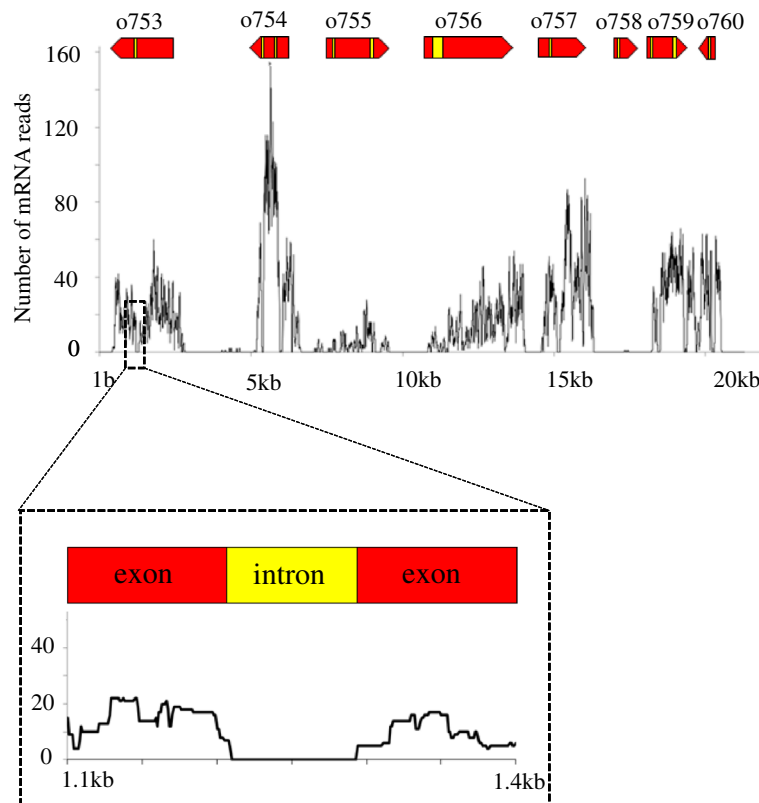 o753 o754 o755 o756 o757 o758 o759 o760
160
120
80
40
0
Number of mRNA reads
1b 5kb 10kb 15kb 20kb
exon intron exon
40
20
0
1.1kb 1.4kb